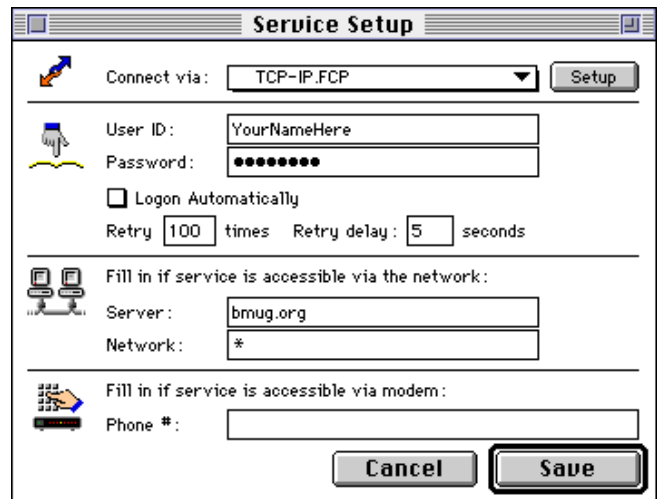 Service Setup
Connect via: TCP-IP.FCP Setup
User ID: YourNameHere
Password: ●●●●●●●●
Logon Automatically
Retry 100 times Retry delay: 5 seconds
Fill in if service is accessible via the network:
Server: bmug.org
Network: *
Fill in if service is accessible via modem:
Phone #:
Cancel Save